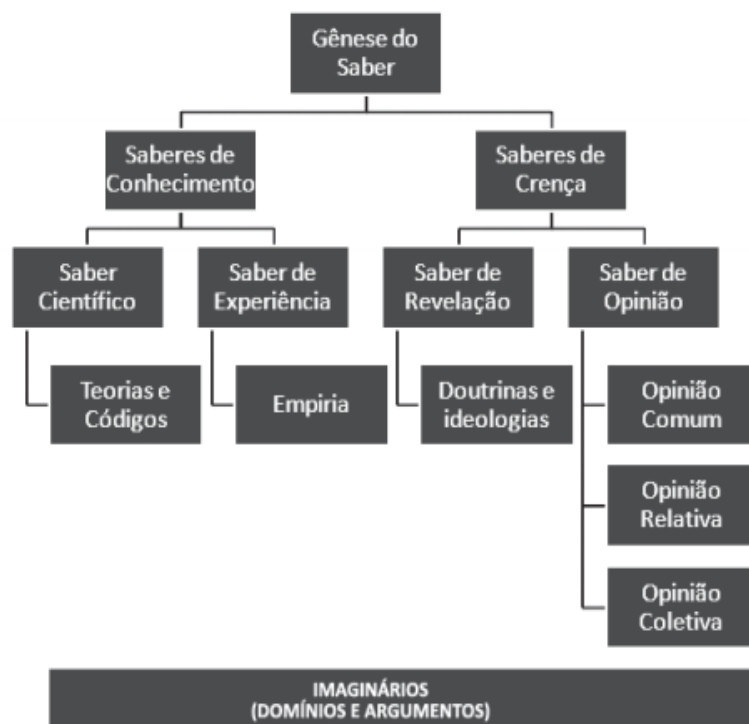 Gênese do
Saber
Saberes de
Conhecimento
Saberes de
Crença
Saber
Científico
Saber de
Experiência
Saber de
Revelação
Saber de
Opinião
Teorias e
Códigos
Empiria
Doutrinas e
ideologias
Opinião
Comum
Opinião
Relativa
Opinião
Coletiva
IMAGINÁRIOS
(DOMÍNIOS E ARGUMENTOS)